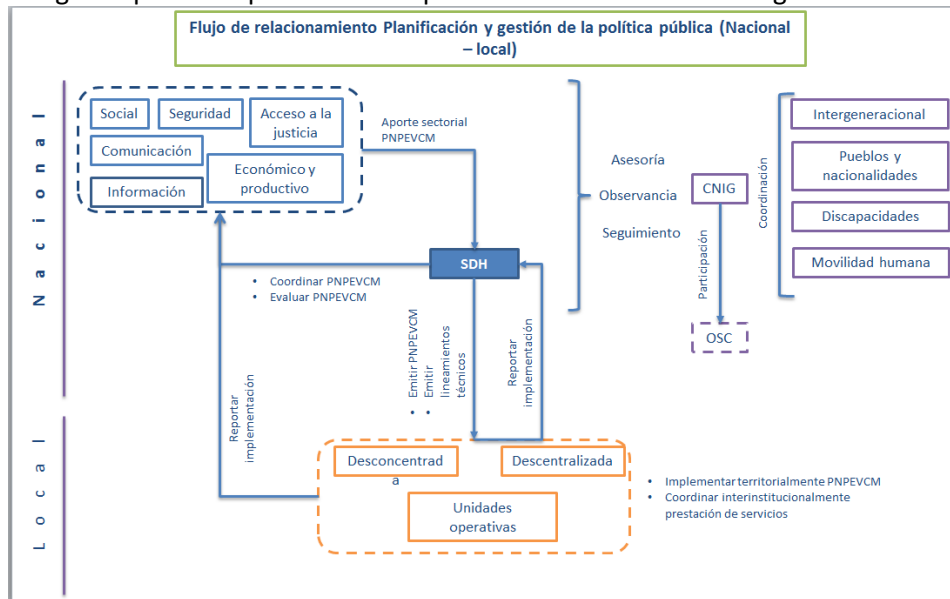 Flujo de relacionamiento Planificación y gestión de la política pública (Nacional
– local)
Nacional
Social
Seguridad
Acceso a la
justicia
Comunicación
Económico y
productivo
Información
Aporte sectorial
PNPEVCM
SDH
• Coordinar PNPEVCM
• Evaluar PNPEVCM
Asesoría
Observancia
Seguimiento
CNIG
Participación
OSC
Coordinación
Intergeneracional
Pueblos y
nacionalidades
Discapacidades
Movilidad humana
Reportar
implementación
• Emitir PNPEVCM
• Emitir
lineamientos
técnicos
Reportar
implementación
Local
Desconcentrad
a
Descentralizada
Unidades
operativas
• Implementar territorialmente PNPEVCM
• Coordinar interinstitucionalmente
prestación de servicios